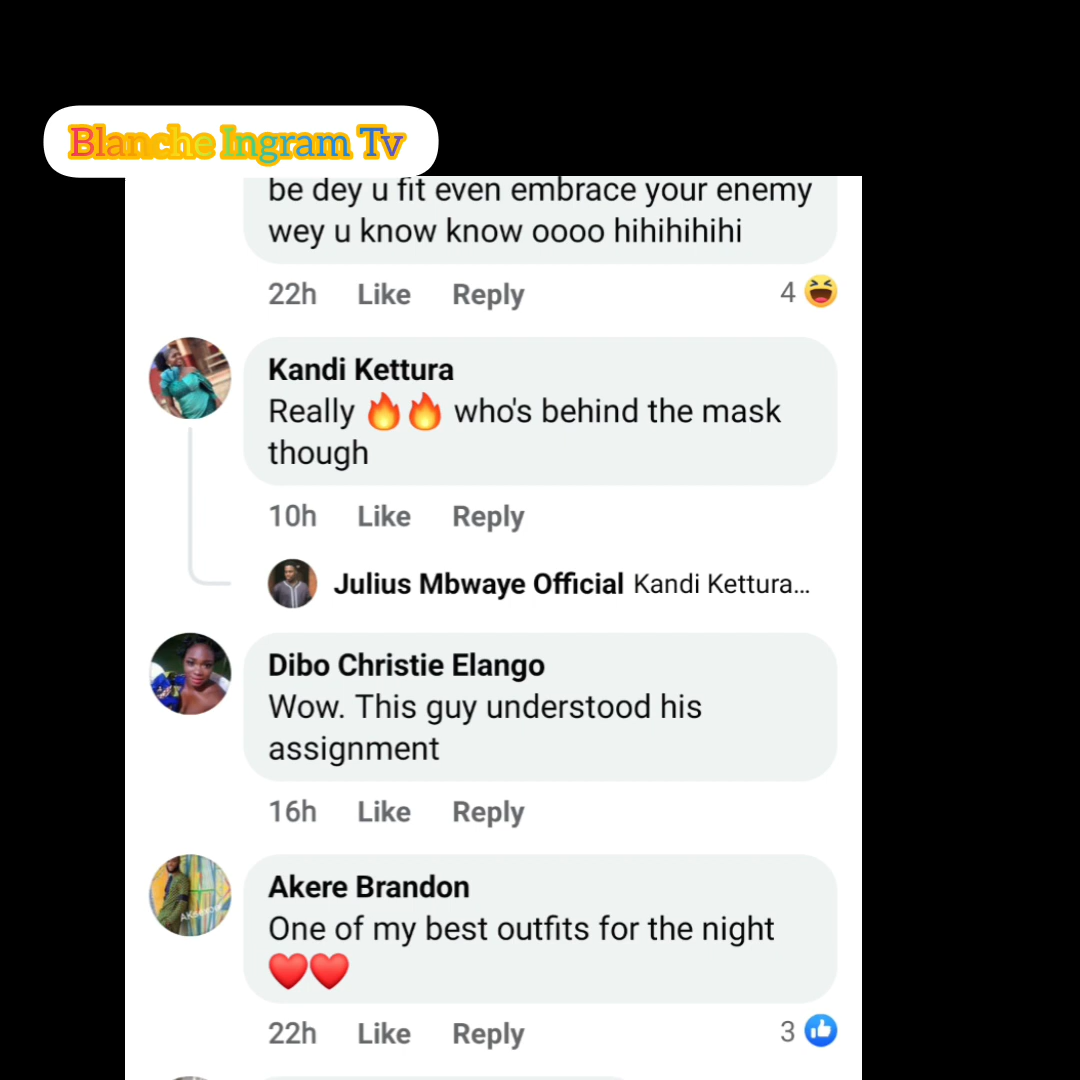 Blanche Ingram Tv
be dey u fit even embrace your enemy
wey u know know oooo hihihihihi
22h Like Reply 4 😆
Kandi Kettura
Really 🔥🔥 who's behind the mask
though
10h Like Reply
Julius Mbwaye Official Kandi Kettura...
Dibo Christie Elango
Wow. This guy understood his
assignment
16h Like Reply
Akere Brandon
One of my best outfits for the night
❤️❤️
22h Like Reply 3 👍